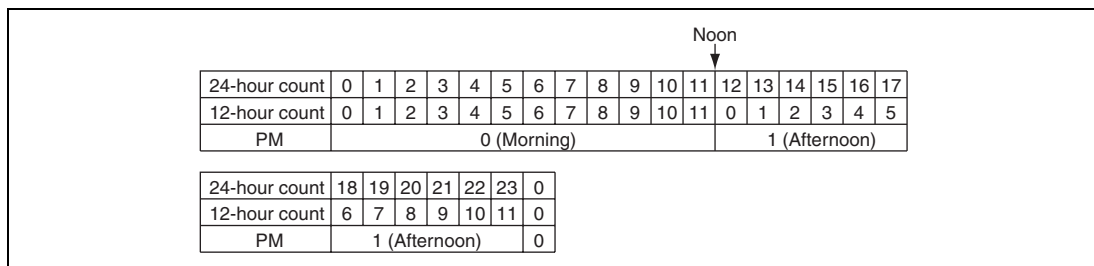 Noon
24-hour count 0 1 2 3 4 5 6 7 8 9 10 11 12 13 14 15 16 17
12-hour count 0 1 2 3 4 5 6 7 8 9 10 11 0 1 2 3 4 5
PM 0 (Morning) 1 (Afternoon)
24-hour count 18 19 20 21 22 23 0
12-hour count 6 7 8 9 10 11 0
PM 1 (Afternoon) 0